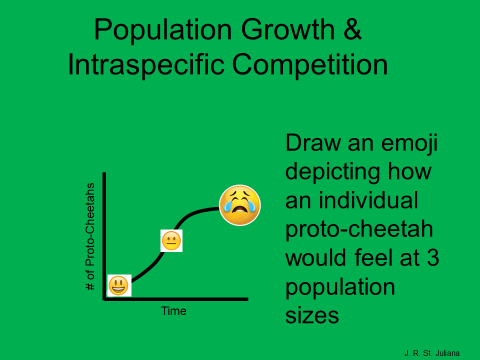 Population Growth &
Intraspecific Competition
Draw an emoji
depicting how
an individual
proto-cheetah
would feel at 3
population
sizes
# of Proto-Cheetahs
Time
J. R. St. Juliana